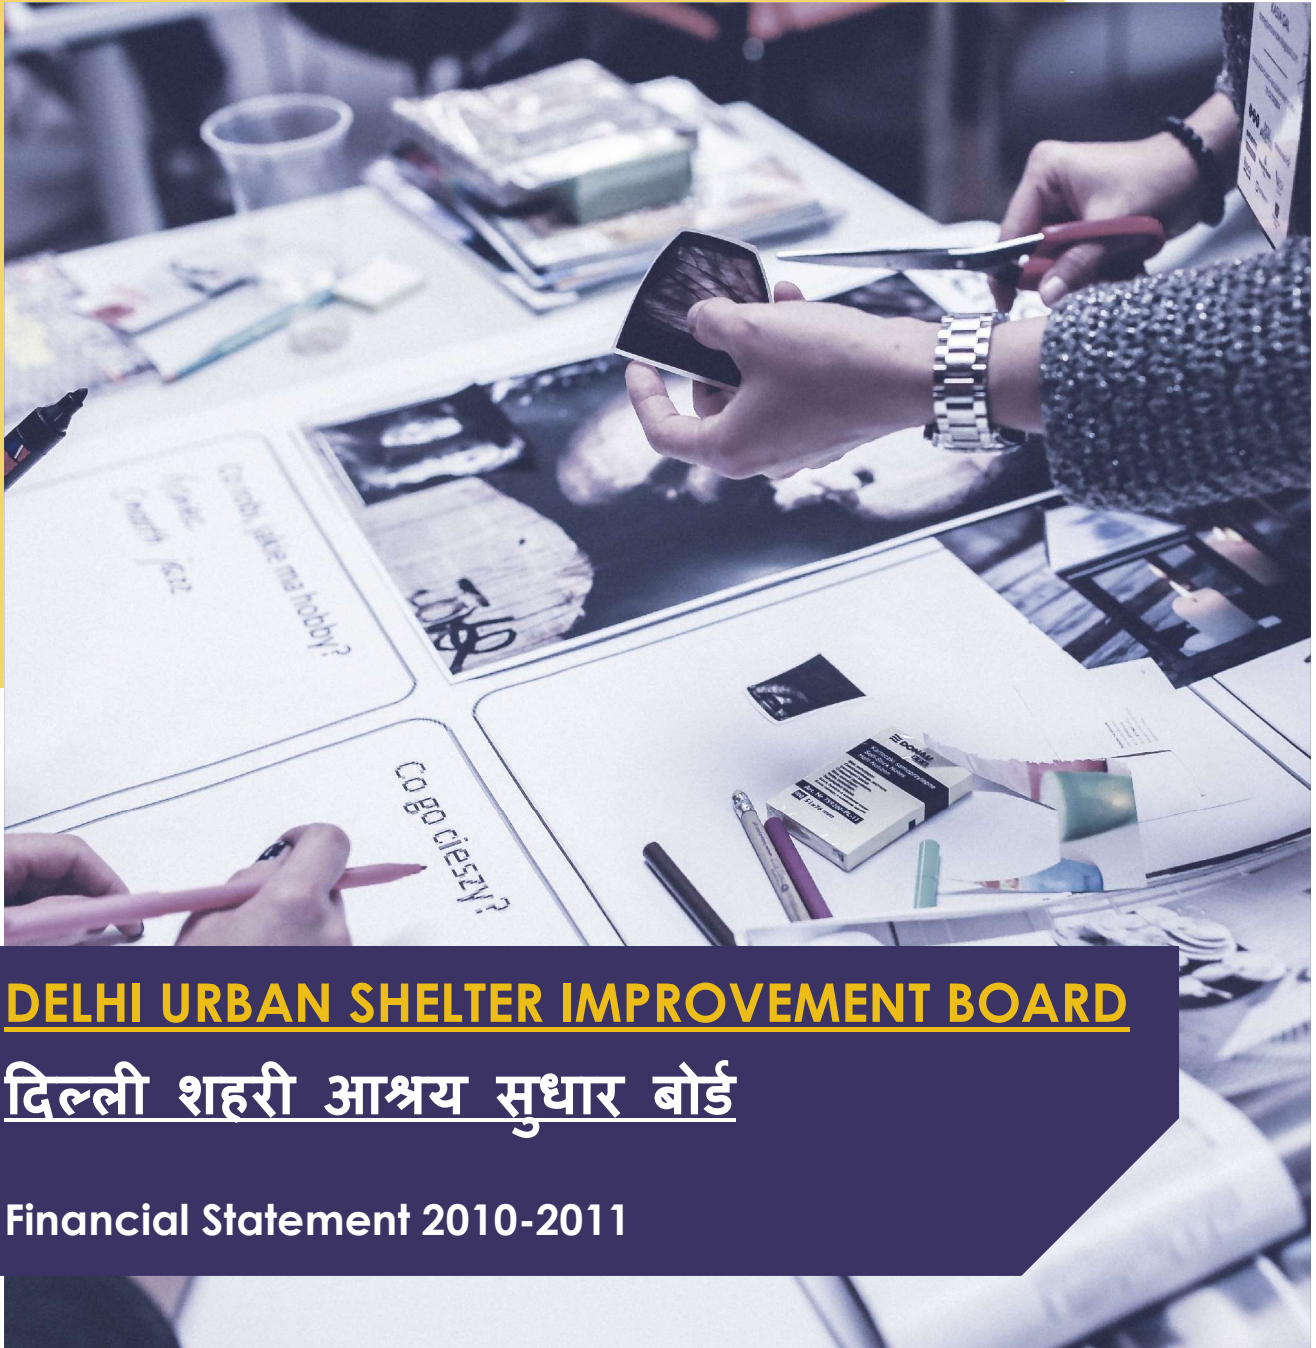 Co robi, jakie ma hobby?
Co go cieszy?
DONAU
DELHI URBAN SHELTER IMPROVEMENT BOARD
दिल्ली शहरी आश्रय सुधार बोर्ड
Financial Statement 2010-2011